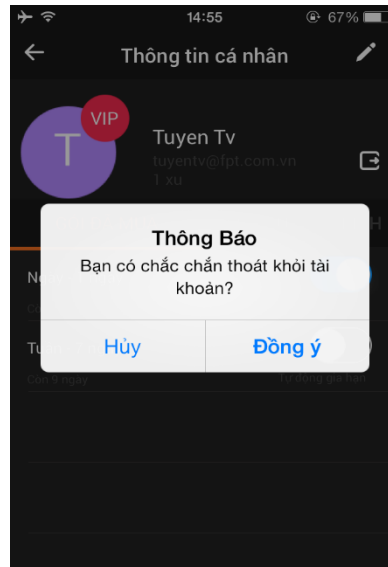 14:55
67%
Thông tin cá nhân
VIP
T
Tuyen Tv
tuyentv@fpt.com.vn
1 xu
H
Thông Báo
Bạn có chắc chắn thoát khỏi tài
khoản?
Hủy
Đồng ý
Còn 9 ngay
Tự động gia hạn